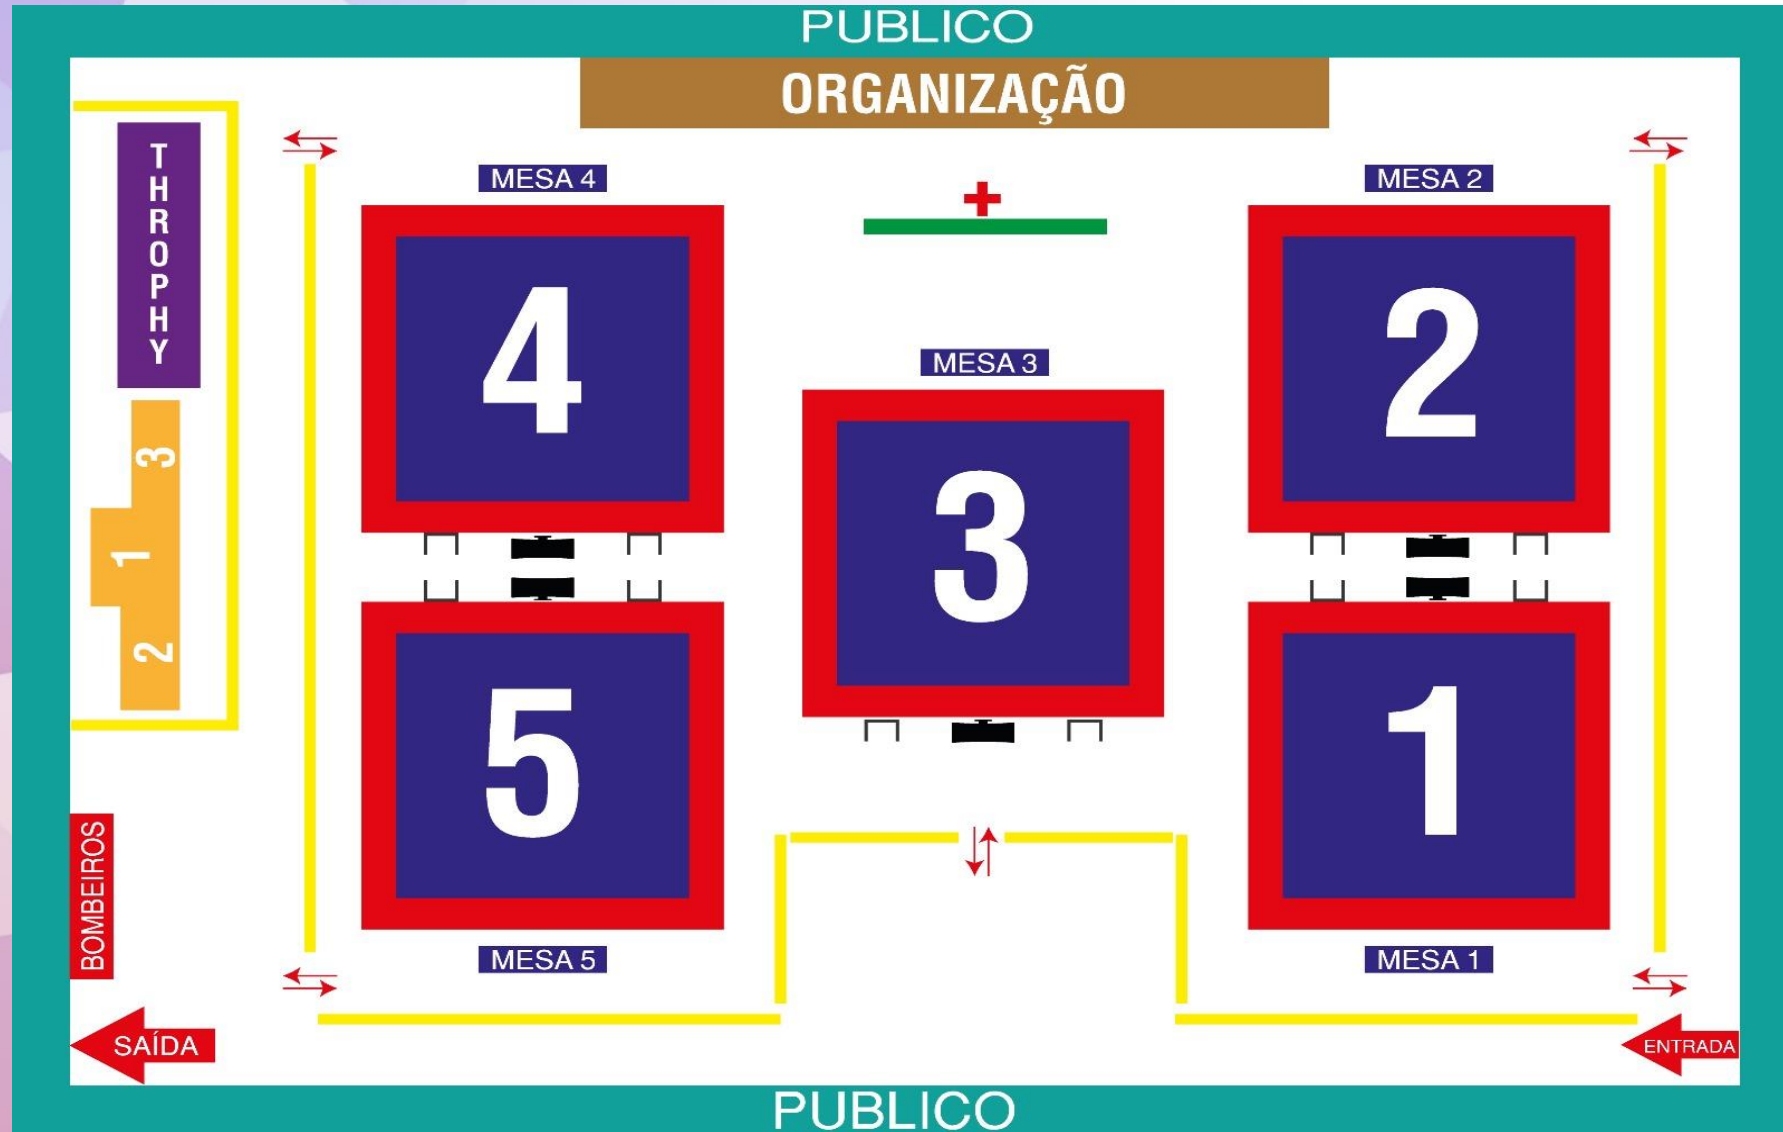 PUBLICO
ORGANIZAÇÃO
THROPHY
MESA 4
MESA 2
4
2
MESA 3
3
3
1
2
5
1
BOMBEIROS
MESA 5
MESA 1
SAÍDA
ENTRADA
PUBLICO